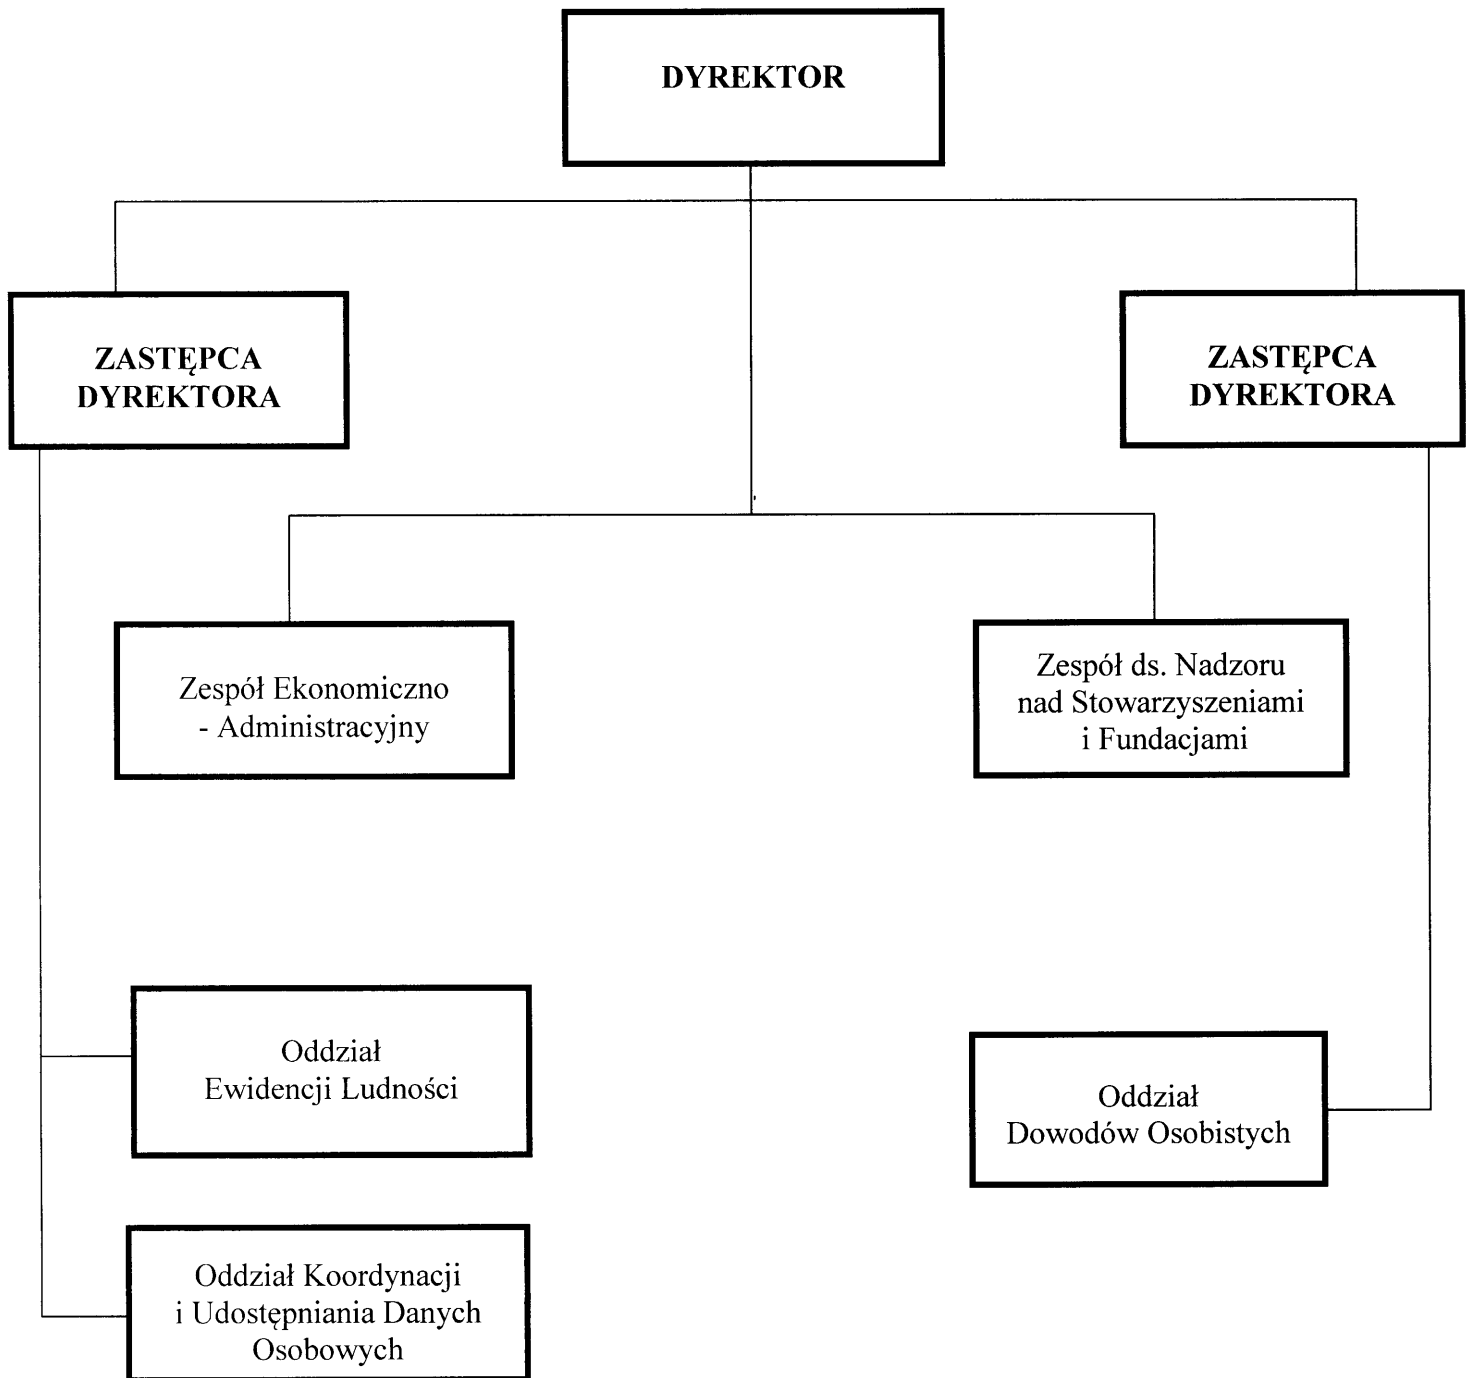 DYREKTOR
ZASTĘPCA
DYREKTORA
ZASTĘPCA
DYREKTORA
Zespół Ekonomiczno
- Administracyjny
Zespół ds. Nadzoru
nad Stowarzyszeniami
i Fundacjami
Oddział
Ewidencji Ludności
Oddział
Dowodów Osobistych
Oddział Koordynacji
i Udostępniania Danych
Osobowych